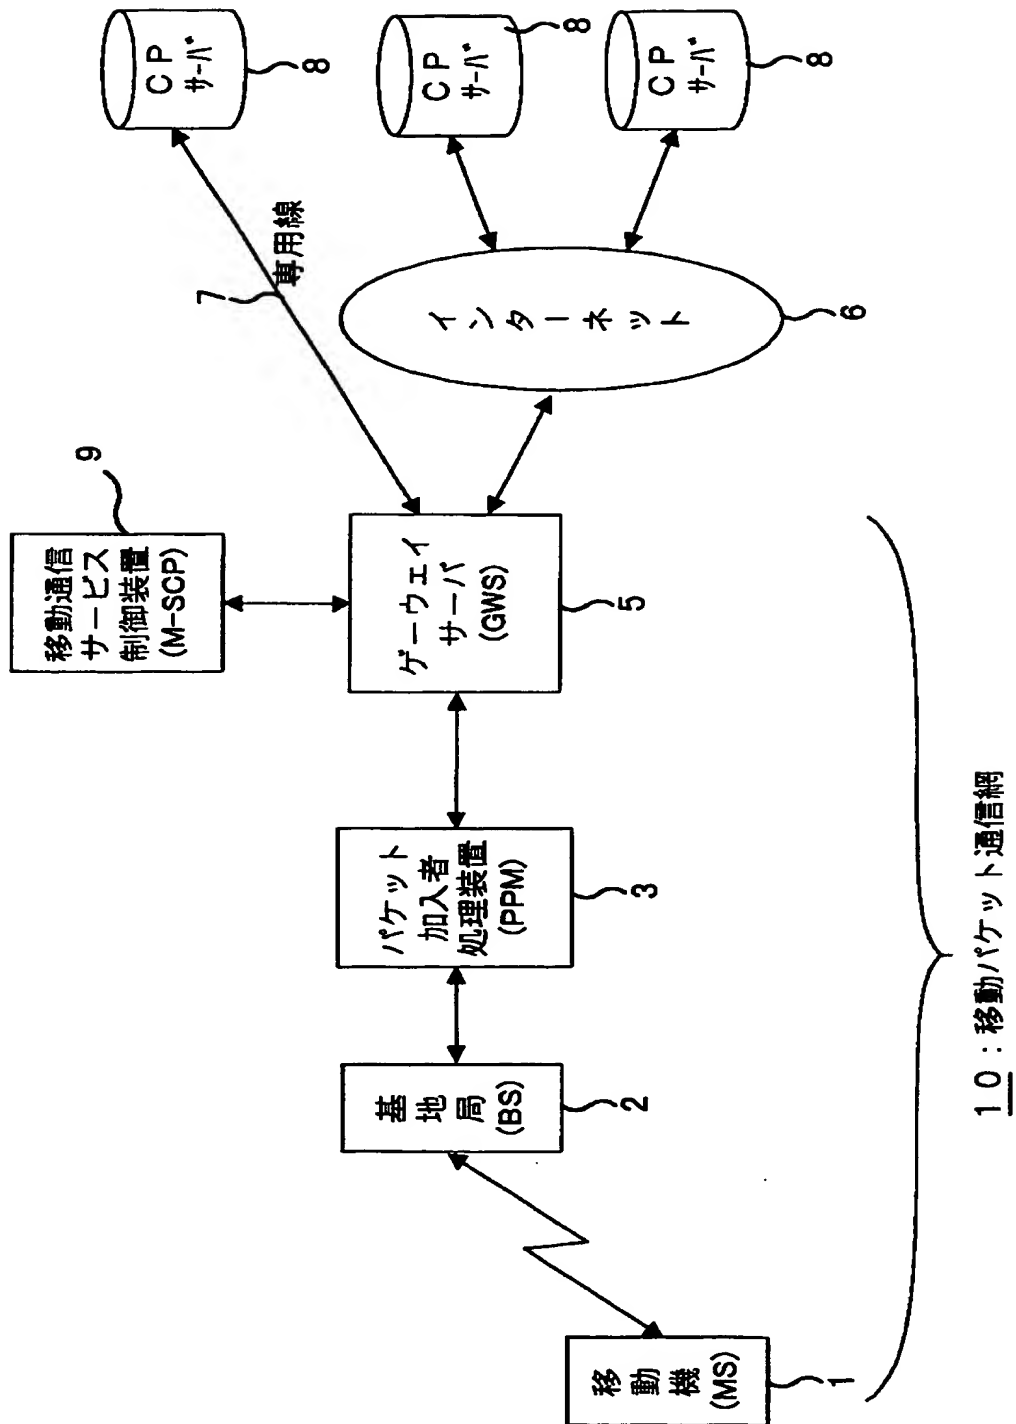 CP
サーバ
8
CP
サーバ
8
CP
サーバ
8
7
専用線
インターネット
6
9
移動通信
サービス
制御装置
(M-SCP)
ゲーウェイ
サーバ
(GWS)
5
パケット
加入者
処理装置
(PPM)
3
基地局
(BS)
2
移動機
(MS)
1
10：移動パケット通信網